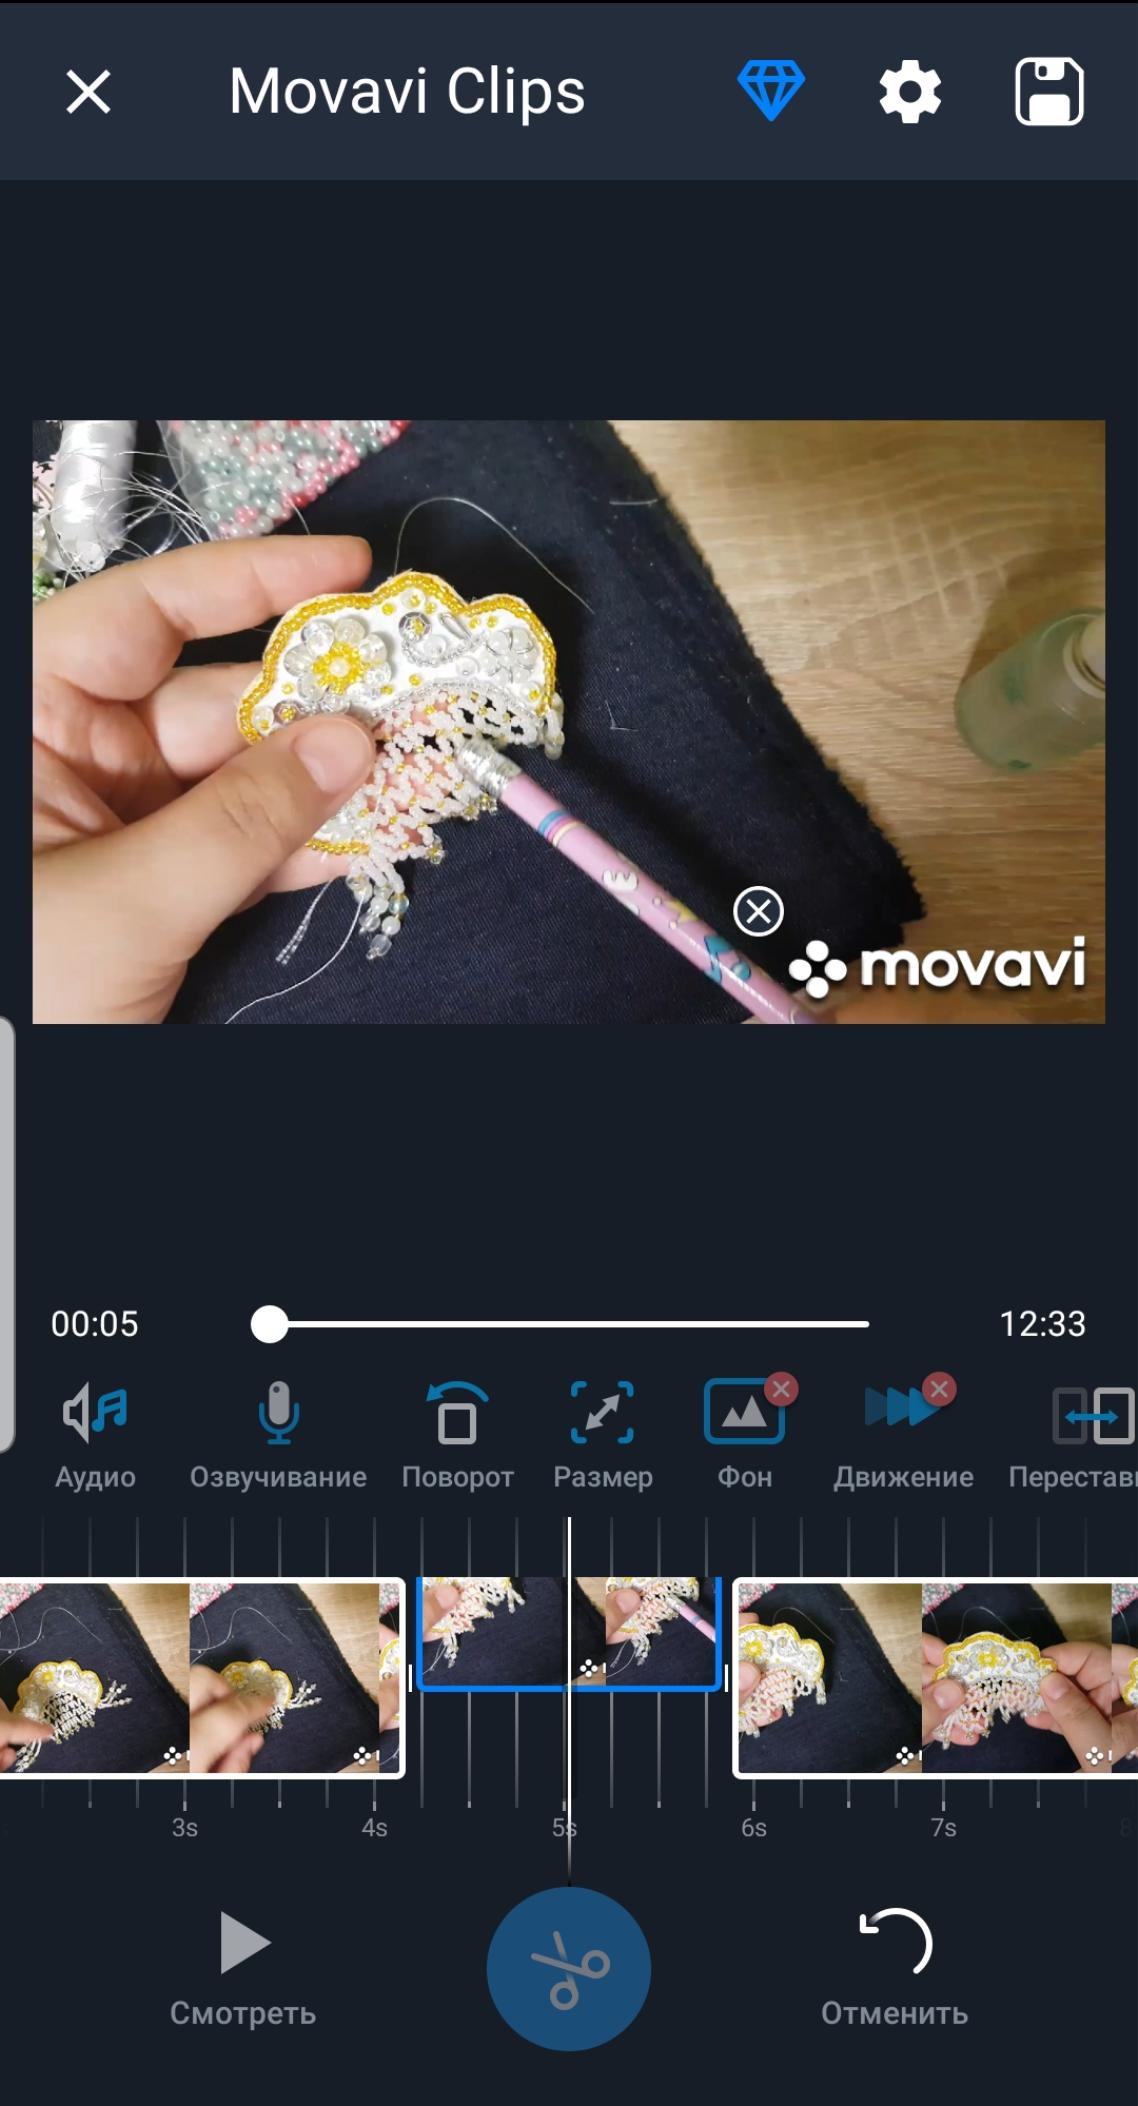 Movavi Clips
movavi
00:05
12:33
Аудио
Озвучивание
Поворот
Размер
Фон
Движение
3s
4s
5s
6s
7s
Смотреть
Отменить